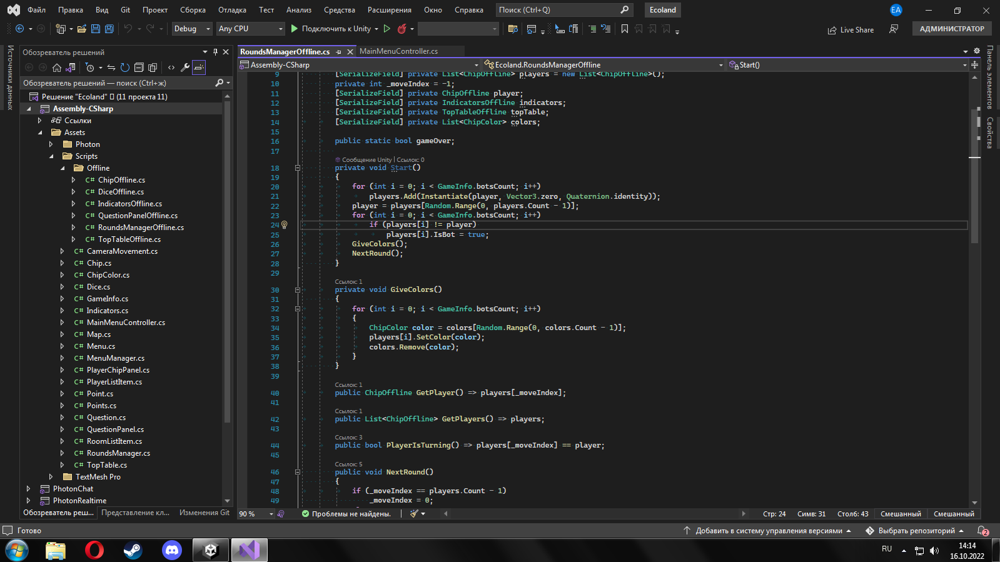 Файл Правка Вид Git Проект Сборка Отладка Тест Анализ Средства Расширения Окно Справка Поиск (Ctrl+Q) Ecoland EA
Debug Any CPU Подключить к Unity Live Share АДМИНИСТРАТОР
Источники данных
Обозреватель решений
Обозреватель решений — поиск (Ctrl+ж)
Решение "Ecoland" (11 проекта 11)
Assembly-CSharp
Ссылки
Assets
Photon
Scripts
Offline
C# ChipOffline.cs
C# DiceOffline.cs
C# IndicatorsOffline.cs
C# QuestionPanelOffline.cs
C# RoundsManagerOffline.cs
C# TopTableOffline.cs
C# CameraMovement.cs
C# Chip.cs
C# ChipColor.cs
C# Dice.cs
C# GameInfo.cs
C# Indicators.cs
C# MainMenuController.cs
C# Map.cs
C# Menu.cs
C# MenuManager.cs
C# PlayerChipPanel.cs
C# PlayerListItem.cs
C# Point.cs
C# Points.cs
C# Question.cs
C# QuestionPanel.cs
C# RoomListItem.cs
C# RoundsManager.cs
C# TopTable.cs
TextMesh Pro
PhotonChat
PhotonRealtime
Обозреватель реш... Представление кл... Изменения Git
RoundsManagerOffline.cs MainMenuController.cs
Assembly-CSharp Ecoland.RoundsManagerOffline Start()
9 [SerializeField] private List<ChipOffline> players = new List<ChipOffline>();
10 private int _moveIndex = -1;
11 [SerializeField] private ChipOffline player;
12 [SerializeField] private IndicatorsOffline indicators;
13 [SerializeField] private TopTableOffline topTable;
14 [SerializeField] private List<ChipColor> colors;
15
16 public static bool gameOver;
17
Сообщение Unity | Ссылок: 0
18 private void Start()
19 {
20 for (int i = 0; i < GameInfo.botsCount; i++)
21 players.Add(Instantiate(player, Vector3.zero, Quaternion.identity));
22 player = players[Random.Range(0, players.Count - 1)];
23 for (int i = 0; i < GameInfo.botsCount; i++)
24 if (players[i] != player)
25 players[i].IsBot = true;
26 GiveColors();
27 NextRound();
28 }
29
Ссылок: 1
30 private void GiveColors()
31 {
32 for (int i = 0; i < GameInfo.botsCount; i++)
33 {
34 ChipColor color = colors[Random.Range(0, colors.Count - 1)];
35 players[i].SetColor(color);
36 colors.Remove(color);
37 }
38 }
39
Ссылок: 1
40 public ChipOffline GetPlayer() => players[_moveIndex];
41
Ссылок: 1
42 public List<ChipOffline> GetPlayers() => players;
43
Ссылок: 3
44 public bool PlayerIsTurning() => players[_moveIndex] == player;
45
Ссылок: 5
46 public void NextRound()
47 {
48 if (_moveIndex == players.Count - 1)
49 _moveIndex = 0;
90 % Проблемы не найдены. Стр: 24 Симв: 31 Столб: 43 Смешанный Смешанный
Панель элементов
Свойства
Готово Добавить в систему управления версиями Выбрать репозиторий 2
RU 14:14
16.10.2022